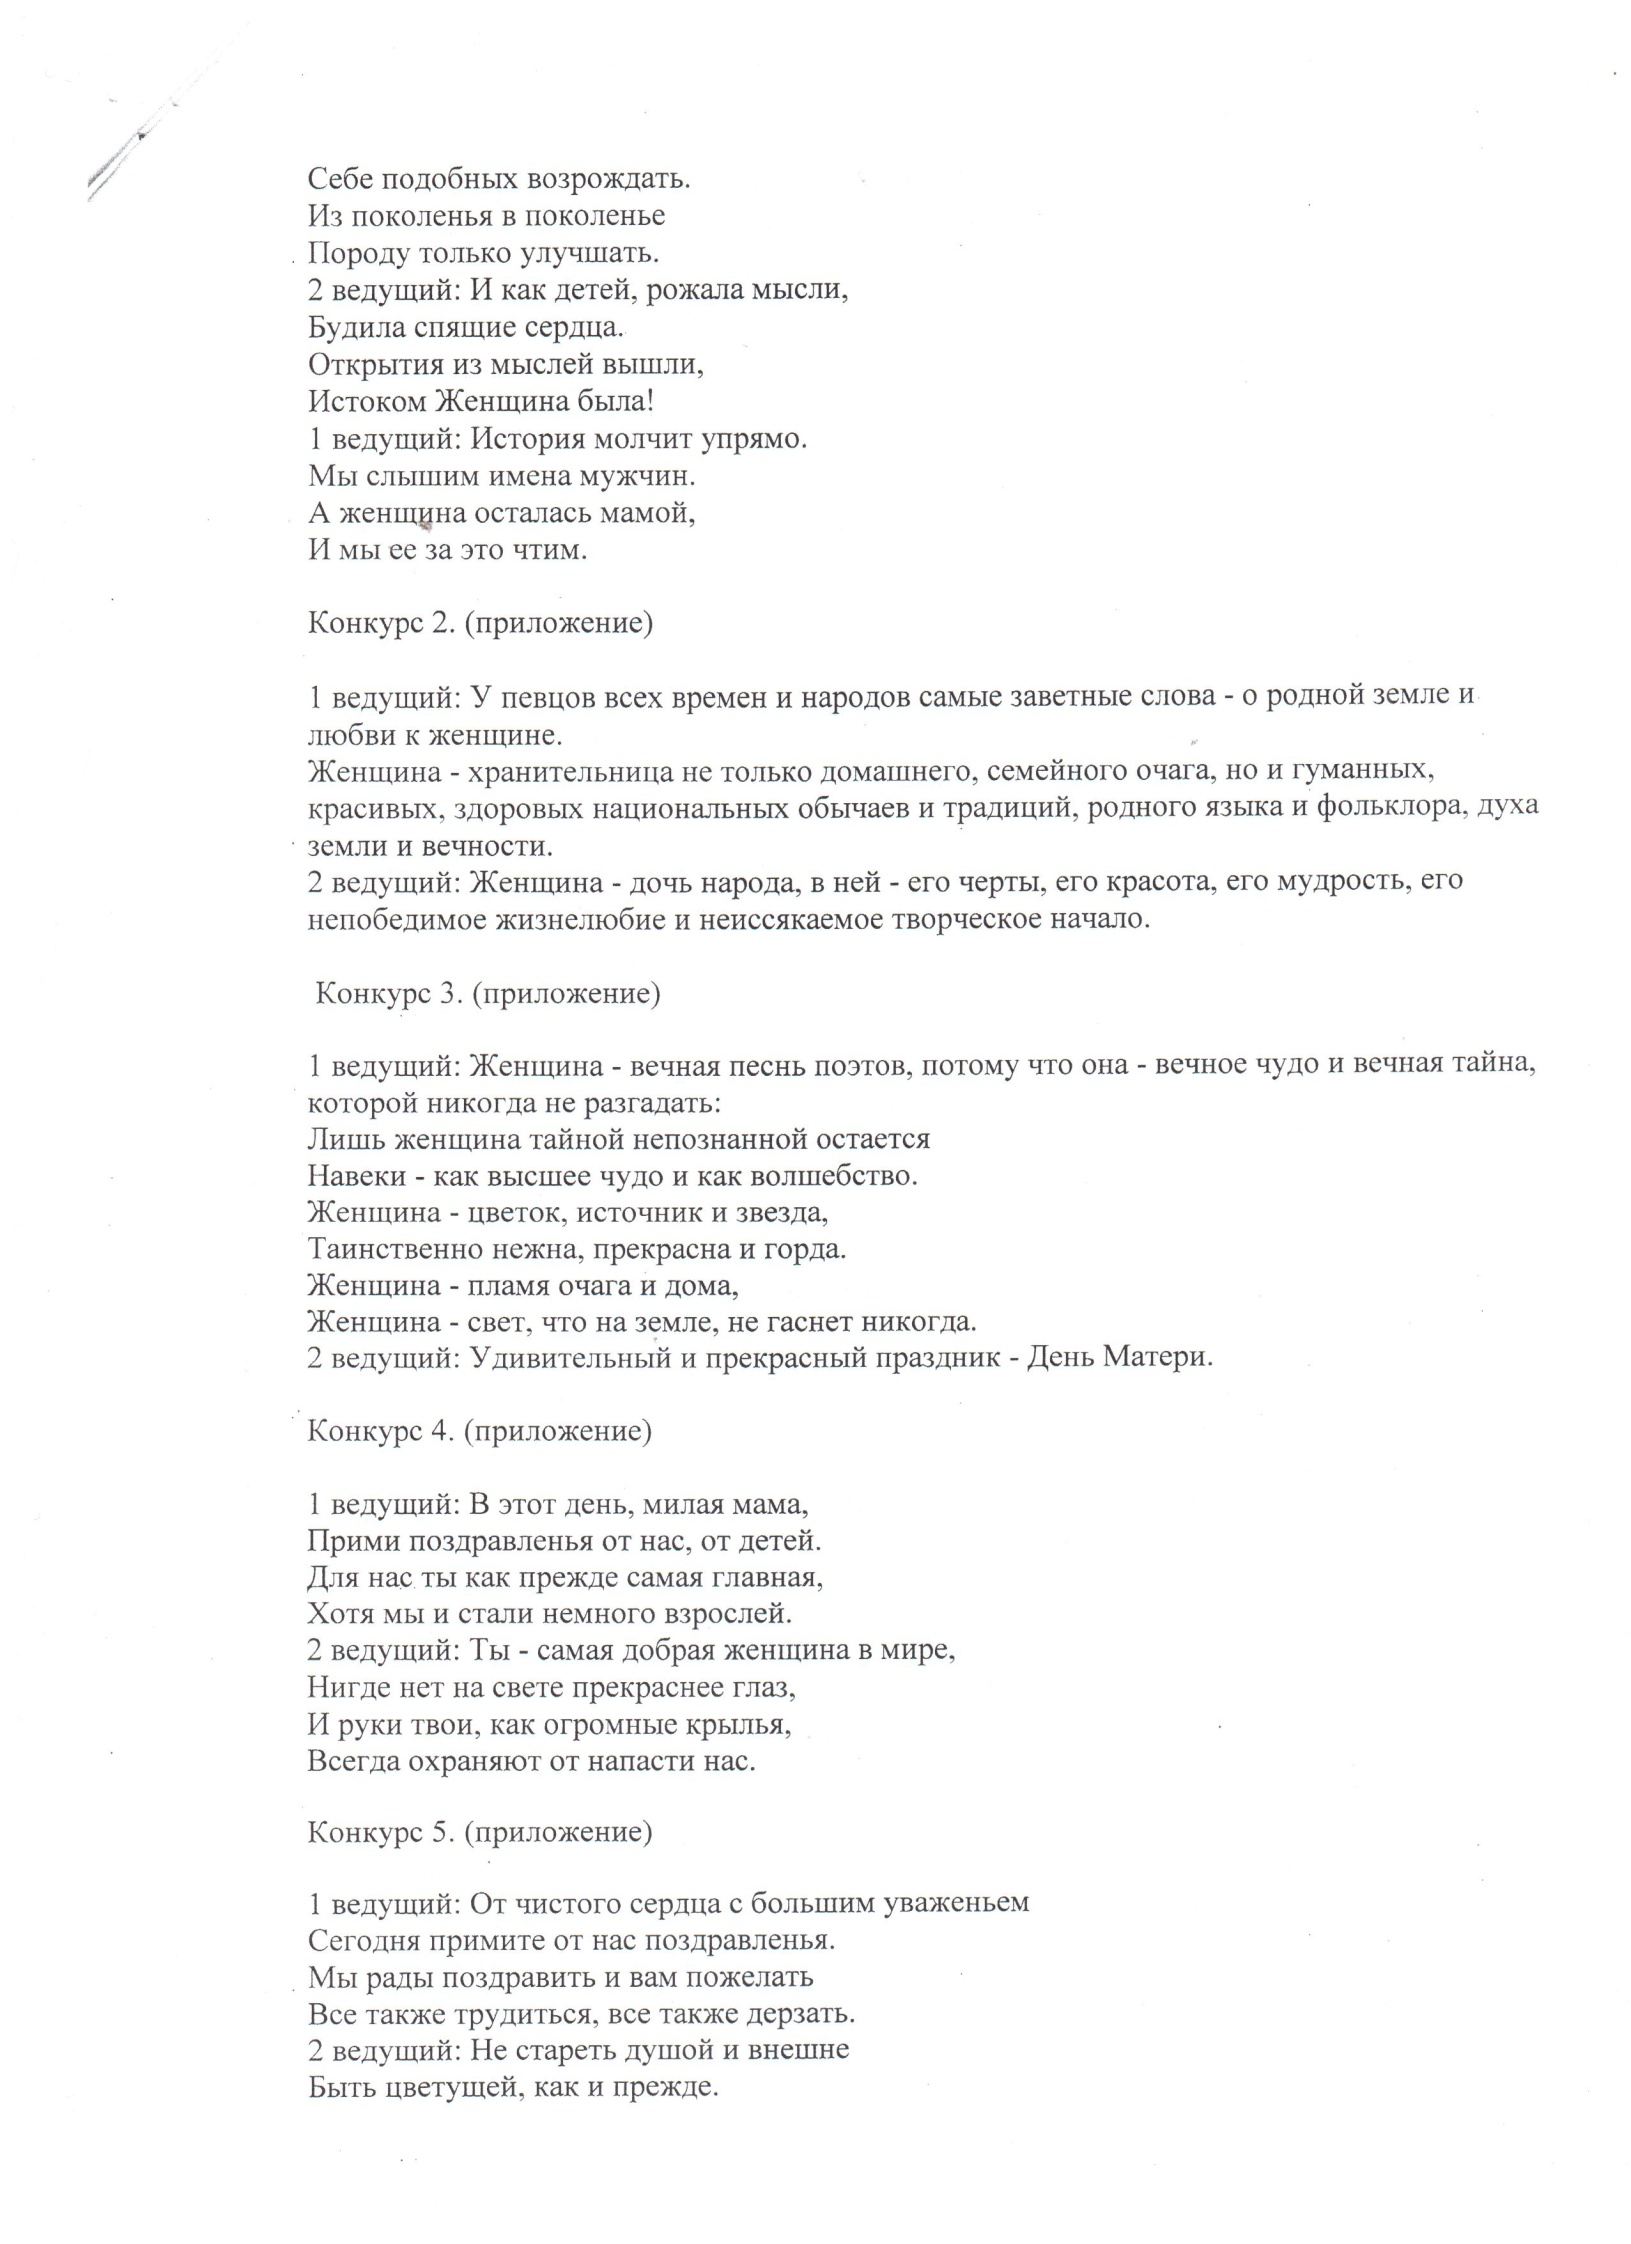 Себе подобных возрождать.
Из поколенья в поколенье
Породу только улучшать.
2 ведущий: И как детей, рожала мысли,
Будила спящие сердца.
Открытия из мыслей вышли,
Истоком Женщина была!
1 ведущий: История молчит упрямо.
Мы слышим имена мужчин.
А женщина осталась мамой,
И мы ее за это чтим.
Конкурс 2. (приложение)
1 ведущий: У певцов всех времен и народов самые заветные слова - о родной земле и
любви к женщине.
Женщина - хранительница не только домашнего, семейного очага, но и гуманных,
красивых, здоровых национальных обычаев и традиций, родного языка и фольклора, духа
земли и вечности.
2 ведущий: Женщина - дочь народа, в ней - его черты, его красота, его мудрость, его
непобедимое жизнелюбие и неиссякаемое творческое начало.
Конкурс 3. (приложение)
1 ведущий: Женщина - вечная песнь поэтов, потому что она - вечное чудо и вечная тайна,
которой никогда не разгадать:
Лишь женщина тайной непознанной остается
Навеки - как высшее чудо и как волшебство.
Женщина - цветок, источник и звезда,
Таинственно нежна, прекрасна и горда.
Женщина - пламя очага и дома,
Женщина - свет, что на земле, не гаснет никогда.
2 ведущий: Удивительный и прекрасный праздник - День Матери.
Конкурс 4. (приложение)
1 ведущий: В этот день, милая мама,
Прими поздравленья от нас, от детей.
Для нас ты как прежде самая главная,
Хотя мы и стали немного взрослей.
2 ведущий: Ты - самая добрая женщина в мире,
Нигде нет на свете прекраснее глаз,
И руки твои, как огромные крылья,
Всегда охраняют от напасти нас.
Конкурс 5. (приложение)
1 ведущий: От чистого сердца с большим уваженьем
Сегодня примите от нас поздравленья.
Мы рады поздравить и вам пожелать
Все также трудиться, все также дерзать.
2 ведущий: Не стареть душой и внешне
Быть цветущей, как и прежде.